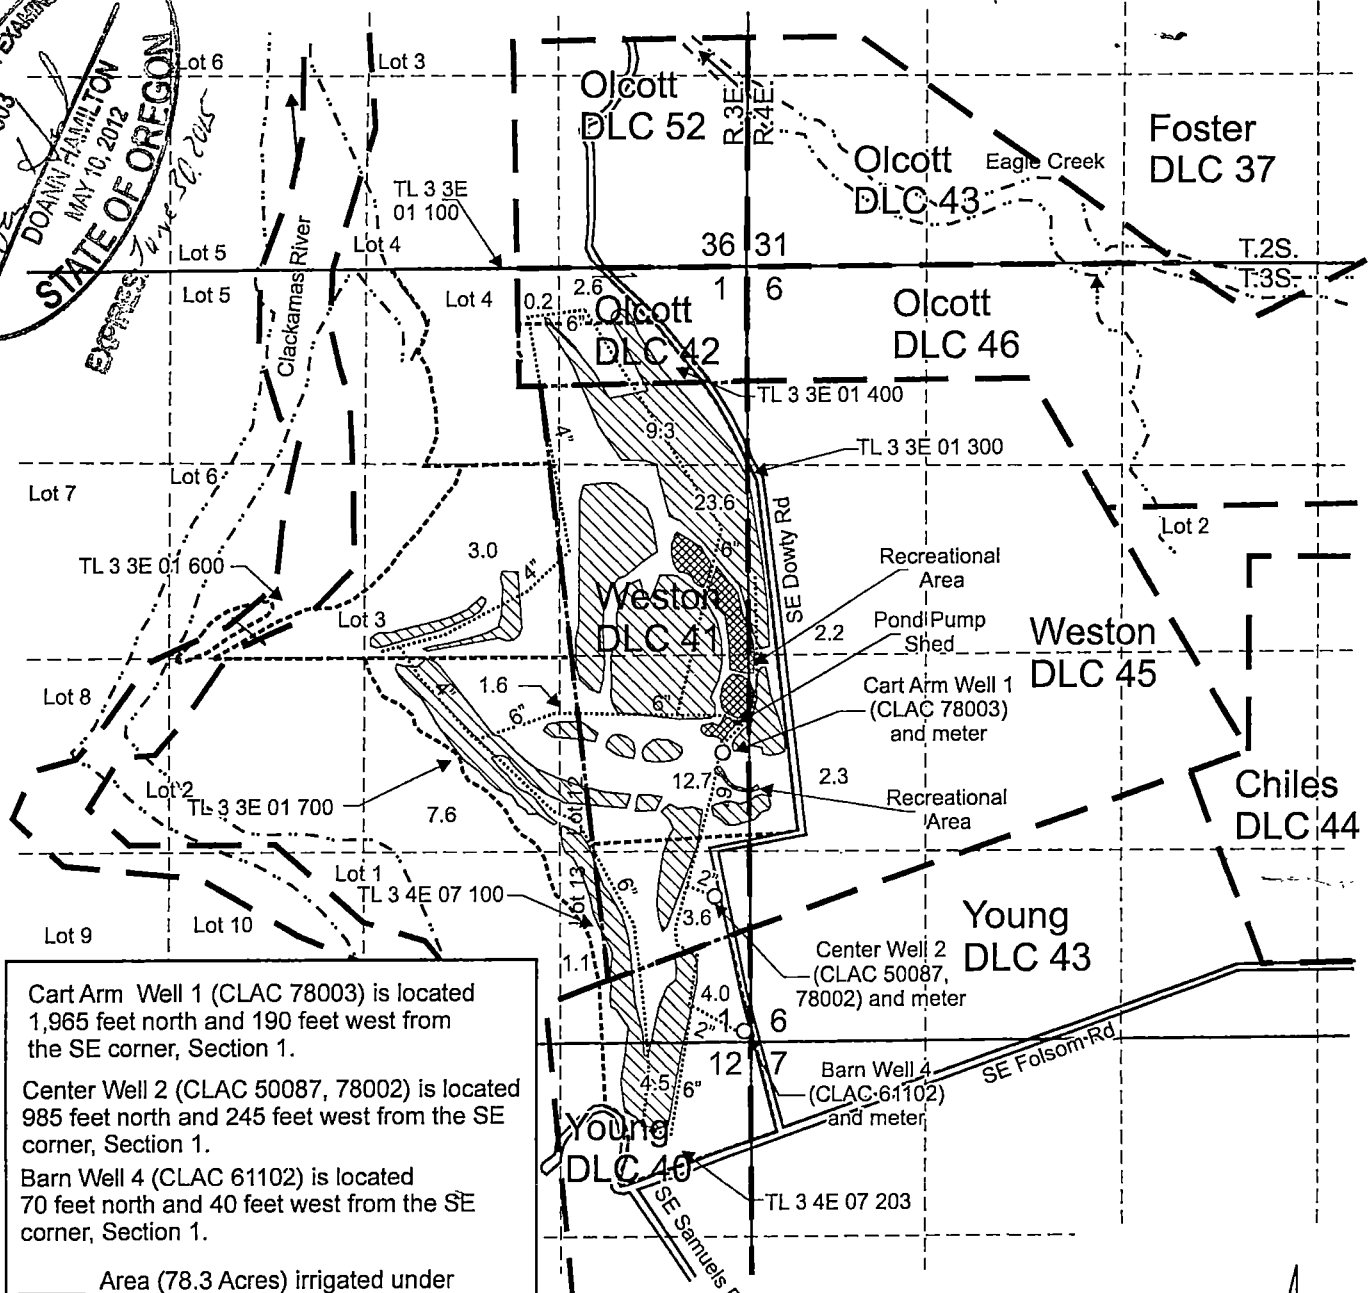 EXAMIN
DOANN HAMILTON
MAY 10, 2012
STATE OF OREGON
EXPIRES June 30, 2015
Lot 6
Lot 3
Olcott
DLC 52
R.3E
R.4E
Foster
DLC 37
Olcott
DLC 43
Eagle Creek
TL 3 3E
01 100
Clackamas River
Lot 5
Lot 4
36
31
T.2S.
T.3S.
Lot 5
Lot 4
0.2
2.6
1
6
6"
Olcott
DLC 42
Olcott
DLC 46
TL 3 3E 01 400
4"
9.3
TL 3 3E 01 300
Lot 7
Lot 6
23.6
SE Dowty Rd
Lot 2
3.0
6"
TL 3 3E 01 600
4"
Recreational
Area
Weston
DLC 41
Lot 3
2.2
Pond Pump
Shed
Weston
DLC 45
Lot 8
4"
1.6
6"
6"
Cart Arm Well 1
(CLAC 78003)
and meter
Lot 2
TL 3 3E 01 700
7.6
Lot 12
12.7
6"
2.3
Recreational
Area
Chiles
DLC 44
Lot 1
TL 3 4E 07 100
Lot 13
6"
2"
3.6
Lot 9
Lot 10
Young
DLC 43
1.1
Center Well 2
(CLAC 50087,
78002) and meter
4.0
2"
1
6
12
7
SE Folsom Rd
Barn Well 4
(CLAC 61102)
and meter
4.5
6"
Young
DLC 40
TL 3 4E 07 203
SE Samuels
Cart Arm Well 1 (CLAC 78003) is located
1,965 feet north and 190 feet west from
the SE corner, Section 1.
Center Well 2 (CLAC 50087, 78002) is located
985 feet north and 245 feet west from the SE
corner, Section 1.
Barn Well 4 (CLAC 61102) is located
70 feet north and 40 feet west from the SE
corner, Section 1.
Area (78.3 Acres) irrigated under